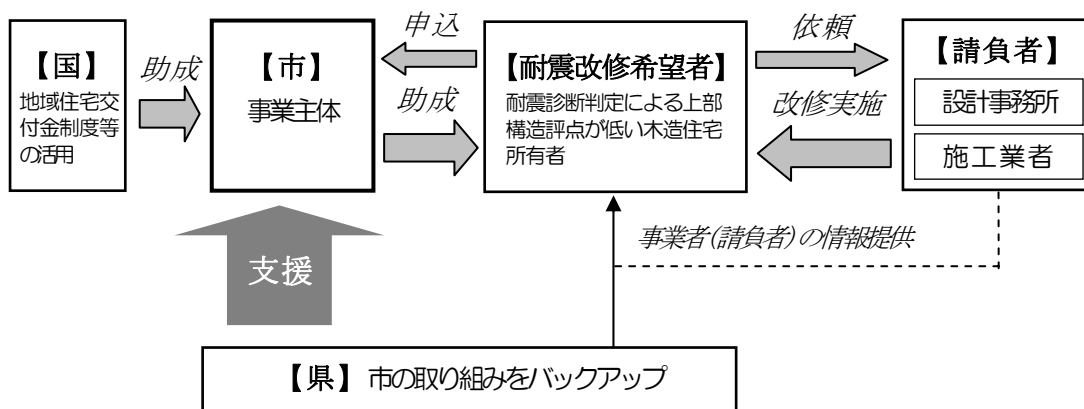 【国】
地域住宅交
付金制度等
の活用
助成
【市】
事業主体
申込
助成
【耐震改修希望者】
耐震診断判定による上部
構造評点が低い木造住宅
所有者
依頼
改修実施
【請負者】
設計事務所
施工業者
事業者(請負者)の情報提供
支援
【県】市の取り組みをバックアップ